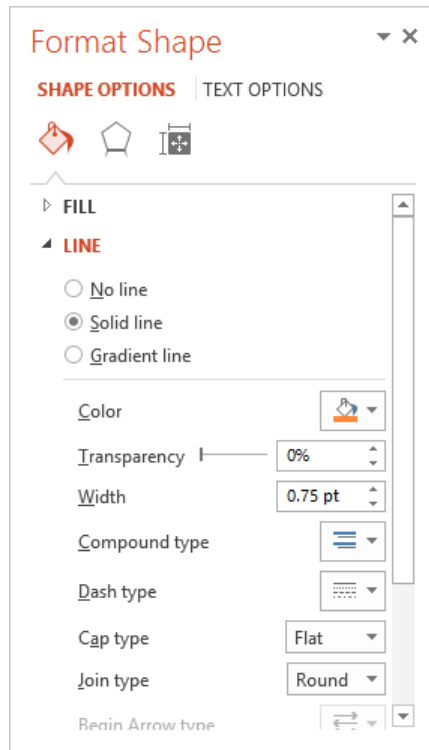 Format Shape
SHAPE OPTIONS TEXT OPTIONS
FILL
LINE
No line
Solid line
Gradient line
Color
Transparency 0%
Width 0.75 pt
Compound type
Dash type
Cap type Flat
Join type Round
Begin Arrow type